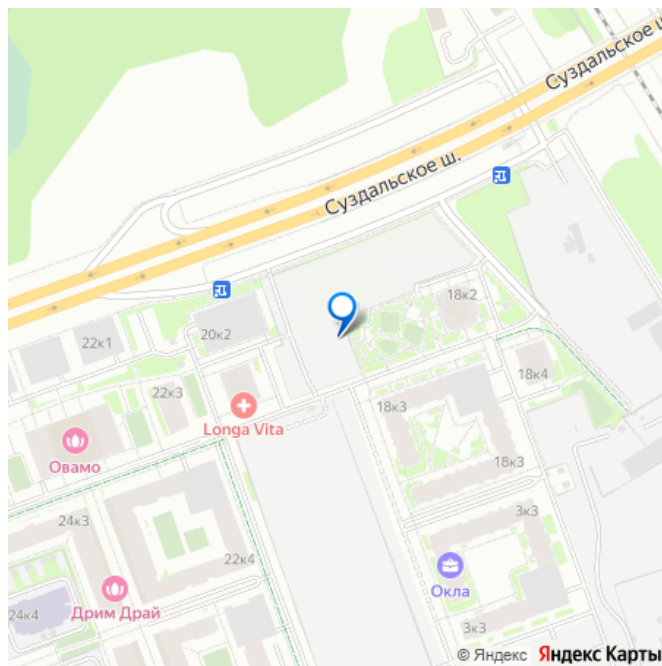 Суздальское ш
Суздальское ш.
18к2
20к2
22к1
18к4
22к3
18к3
Longa Vita
Овамо
18к3
3к3
24к3
22к4
Окла
Дрим Драй
24к4
3к3
© Яндекс Яндекс Карты